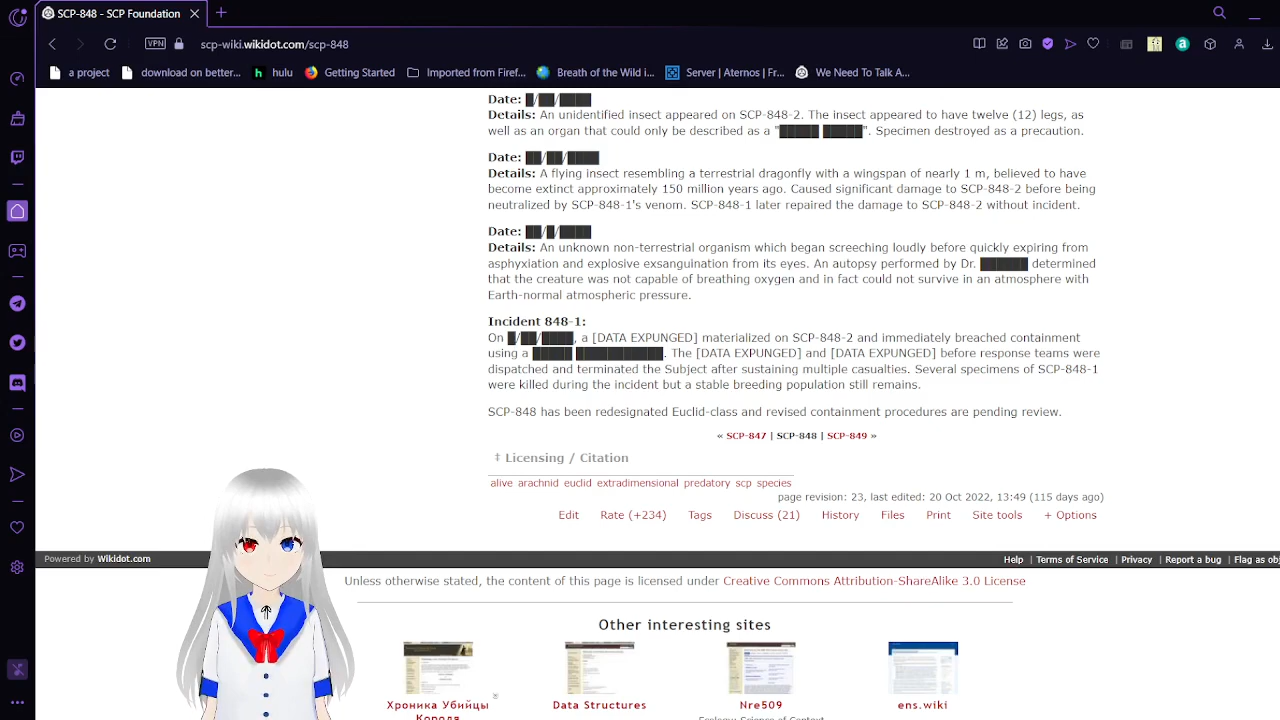 SCP-848 - SCP Foundation
VPN
scp-wiki.wikidot.com/scp-848
a project
download on better...
hulu
Getting Started
Imported from Firef...
Breath of the Wild i...
Server | Aternos | Fr...
We Need To Talk A...
Date: █/██/████
Details: An unidentified insect appeared on SCP-848-2. The insect appeared to have twelve (12) legs, as
well as an organ that could only be described as a "█████ █████". Specimen destroyed as a precaution.
Date: ██/██/████
Details: A flying insect resembling a terrestrial dragonfly with a wingspan of nearly 1 m, believed to have
become extinct approximately 150 million years ago. Caused significant damage to SCP-848-2 before being
neutralized by SCP-848-1's venom. SCP-848-1 later repaired the damage to SCP-848-2 without incident.
Date: ██/█/████
Details: An unknown non-terrestrial organism which began screeching loudly before quickly expiring from
asphyxiation and explosive exsanguination from its eyes. An autopsy performed by Dr. ██████ determined
that the creature was not capable of breathing oxygen and in fact could not survive in an atmosphere with
Earth-normal atmospheric pressure.
Incident 848-1:
On █/██/████, a [DATA EXPUNGED] materialized on SCP-848-2 and immediately breached containment
using a █████ ███████████. The [DATA EXPUNGED] and [DATA EXPUNGED] before response teams were
dispatched and terminated the Subject after sustaining multiple casualties. Several specimens of SCP-848-1
were killed during the incident but a stable breeding population still remains.
SCP-848 has been redesignated Euclid-class and revised containment procedures are pending review.
« SCP-847 | SCP-848 | SCP-849 »
‡ Licensing / Citation
alive arachnid euclid extradimensional predatory scp species
page revision: 23, last edited: 20 Oct 2022, 13:49 (115 days ago)
Edit Rate (+234) Tags Discuss (21) History Files Print Site tools + Options
Powered by Wikidot.com
Help | Terms of Service | Privacy | Report a bug | Flag as obj
Unless otherwise stated, the content of this page is licensed under Creative Commons Attribution-ShareAlike 3.0 License
Other interesting sites
Хроника Убийцы
Короля
Data Structures
Nre509
ens.wiki
Ecology: Science of Context